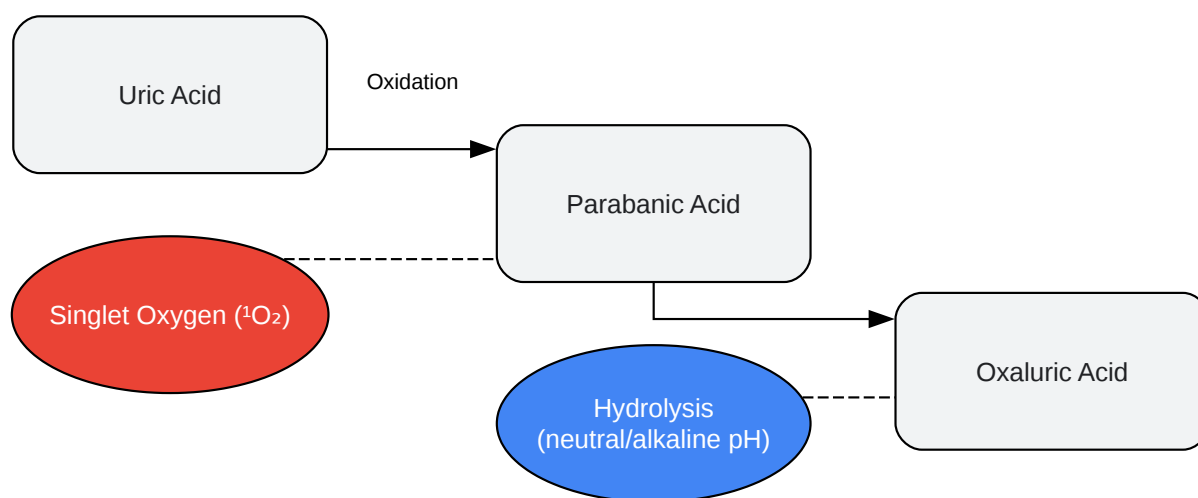 Uric Acid
Oxidation
Parabanic Acid
Singlet Oxygen (¹O₂)
Oxaluric Acid
Hydrolysis
(neutral/alkaline pH)